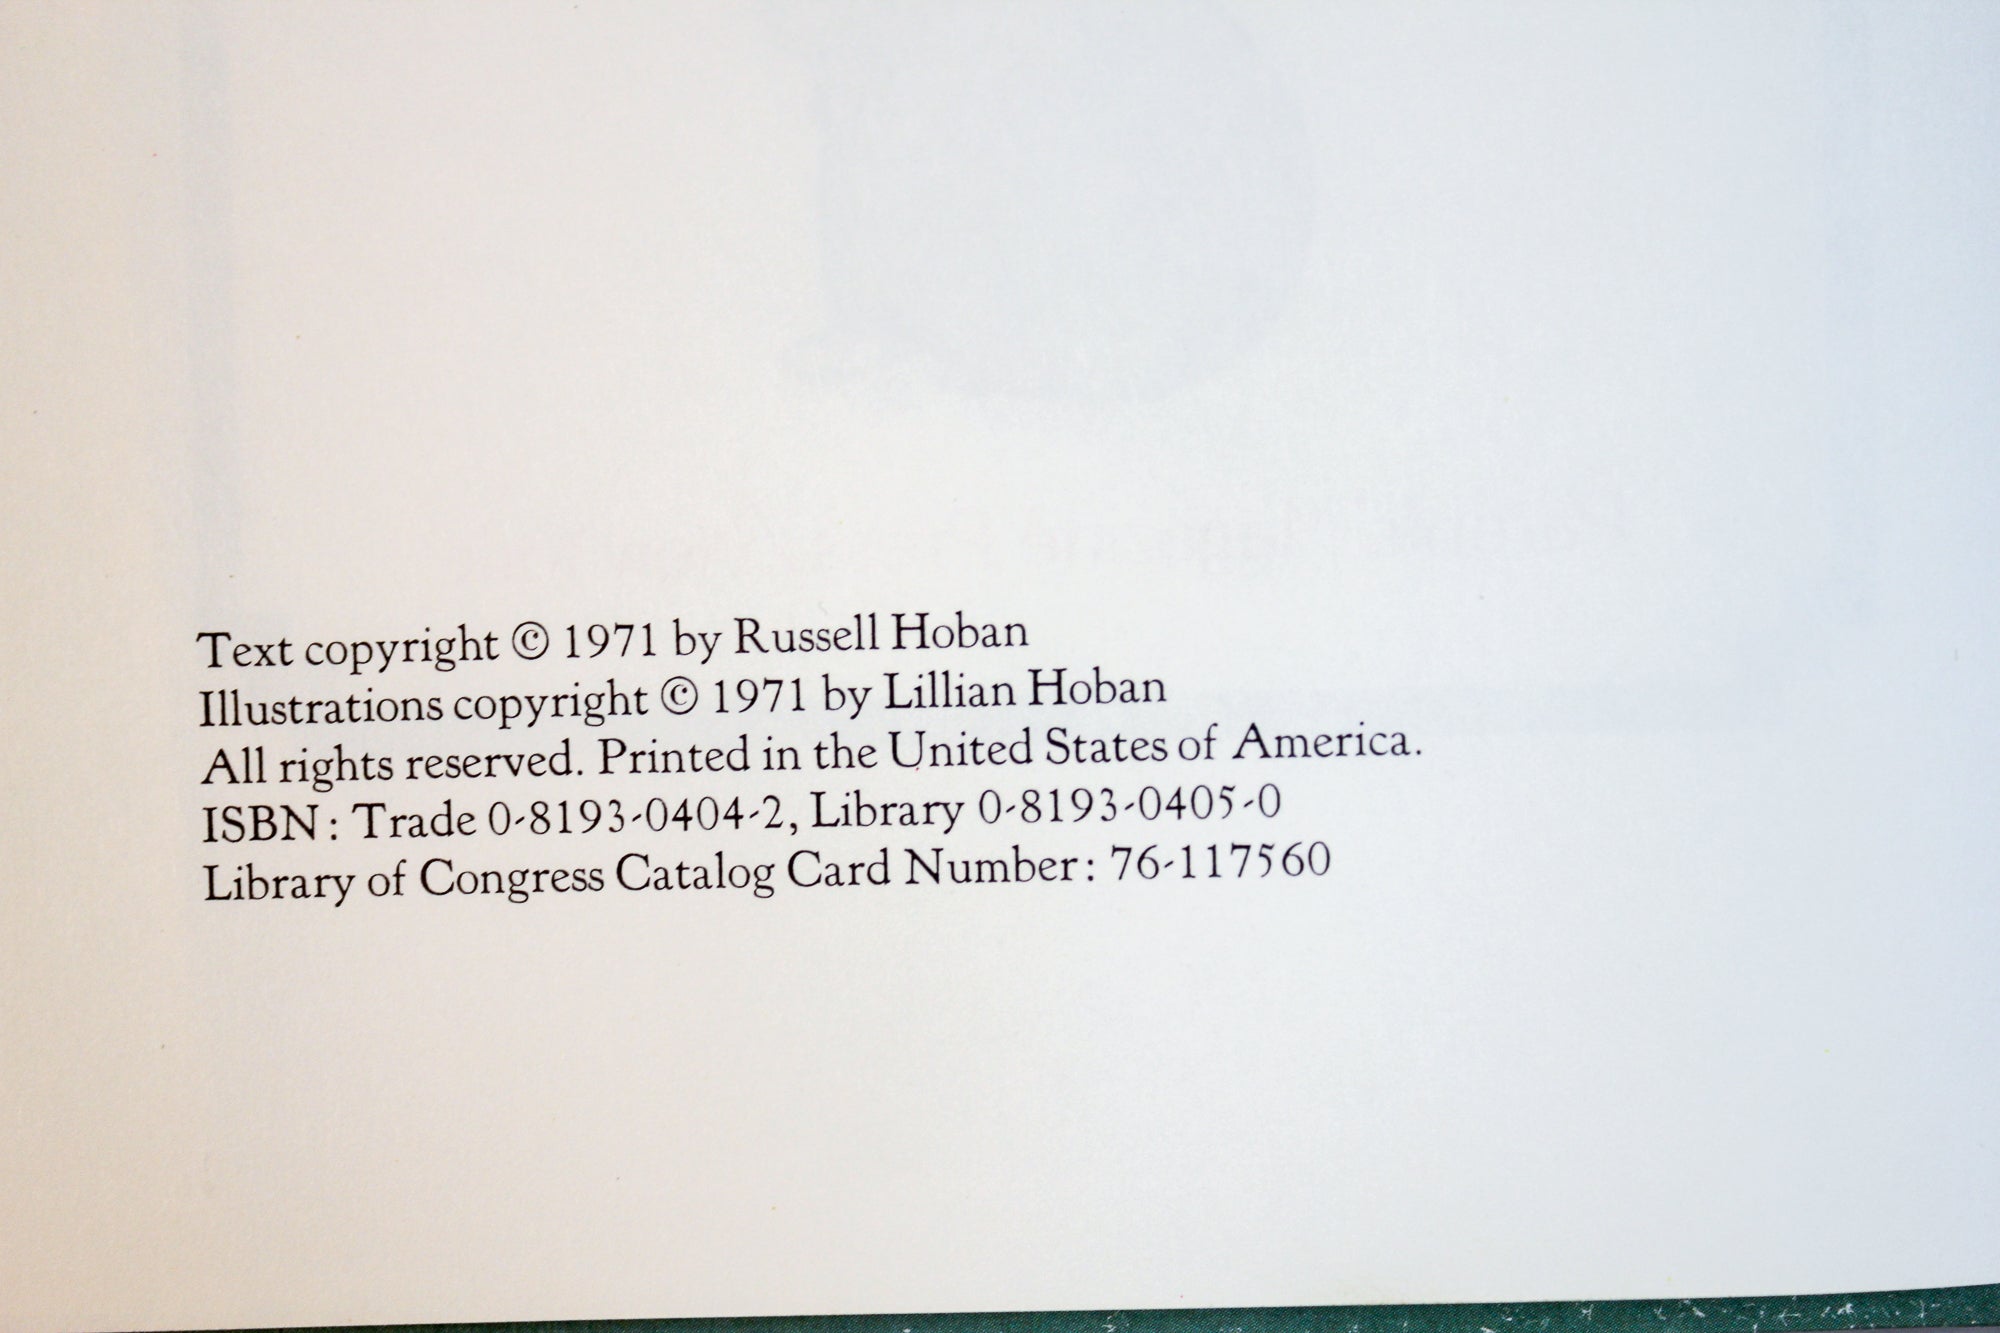 Text copyright © 1971 by Russell Hoban
Illustrations copyright © 1971 by Lillian Hoban
All rights reserved. Printed in the United States of America.
ISBN: Trade 0-8193-0404-2, Library 0-8193-0405-0
Library of Congress Catalog Card Number: 76-117560